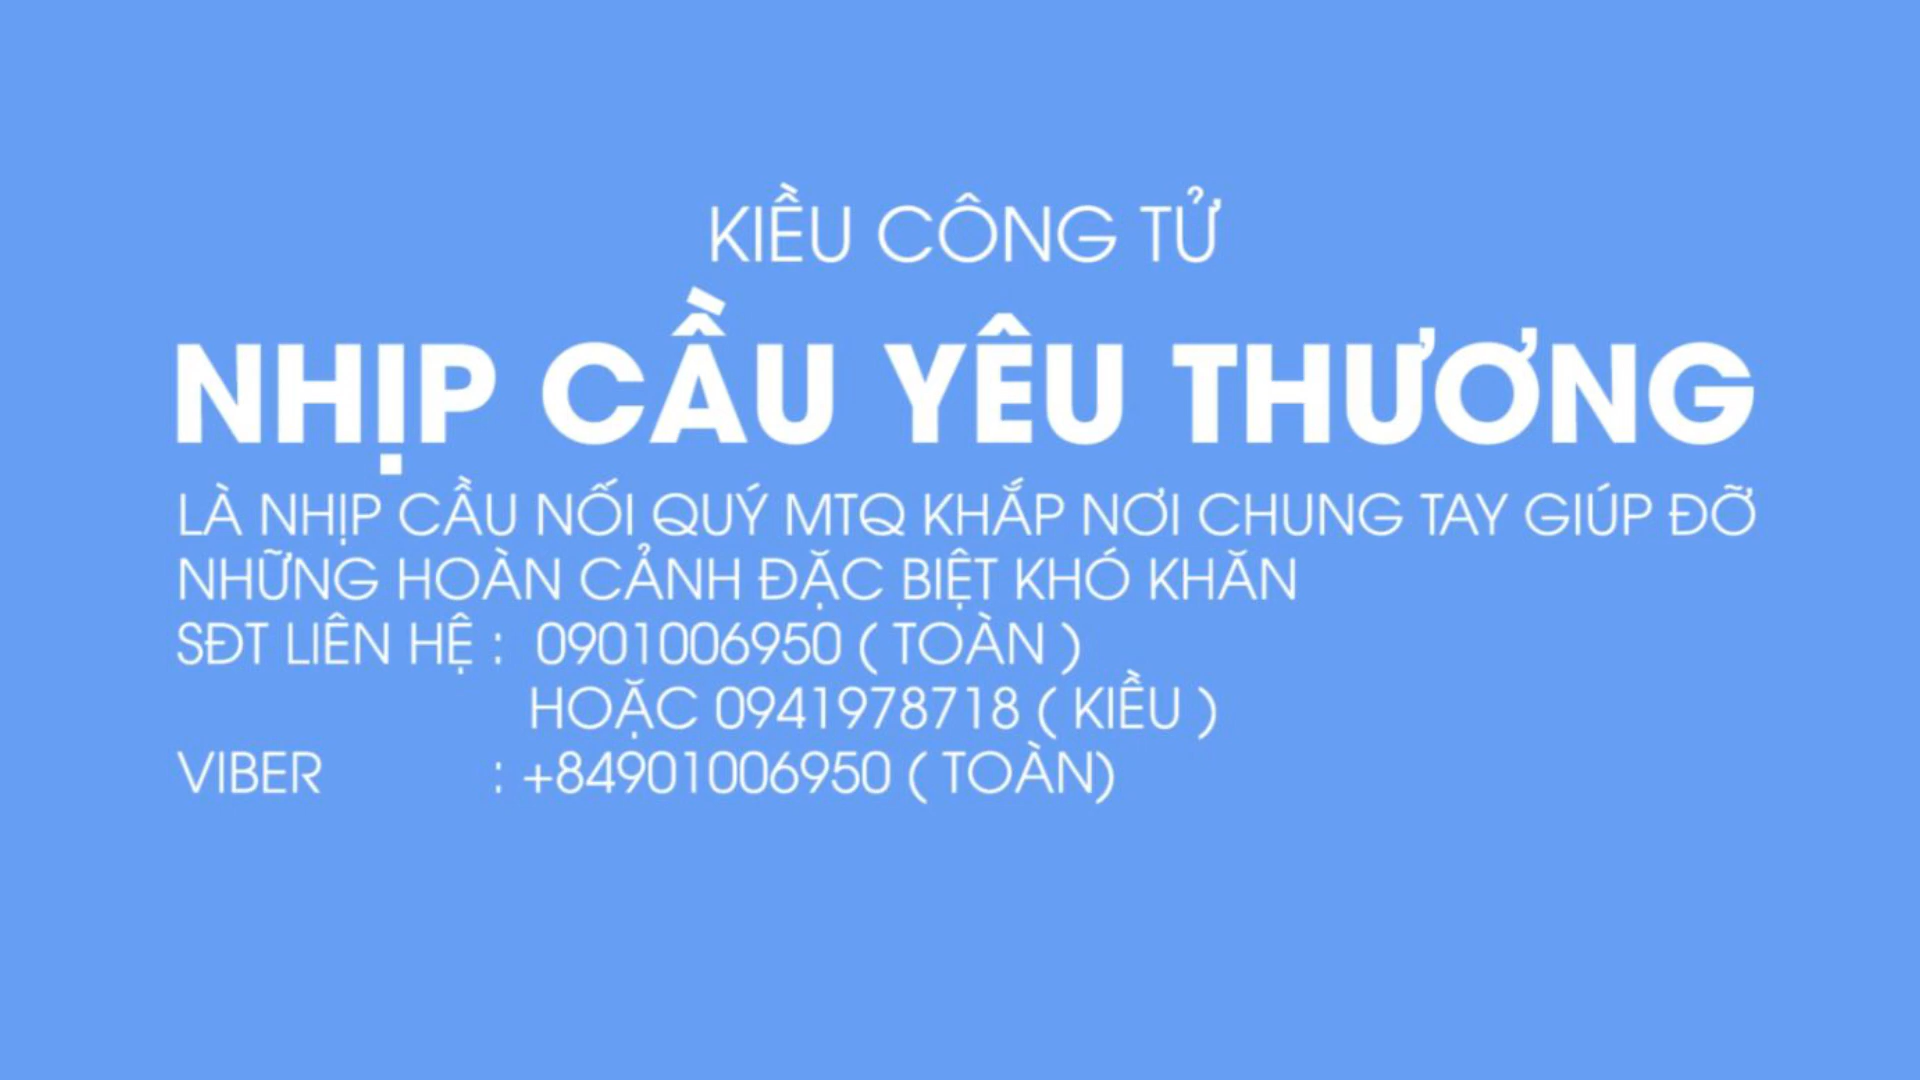 KIỀU CÔNG TỬ
NHỊP CẦU YÊU THƯƠNG
LÀ NHỊP CẦU NỐI QUÝ MTQ KHẮP NƠI CHUNG TAY GIÚP ĐỠ
NHỮNG HOÀN CẢNH ĐẶC BIỆT KHÓ KHĂN
SĐT LIÊN HỆ : 0901006950 ( TOÀN )
HOẶC 0941978718 ( KIỀU )
VIBER : +84901006950 ( TOÀN)